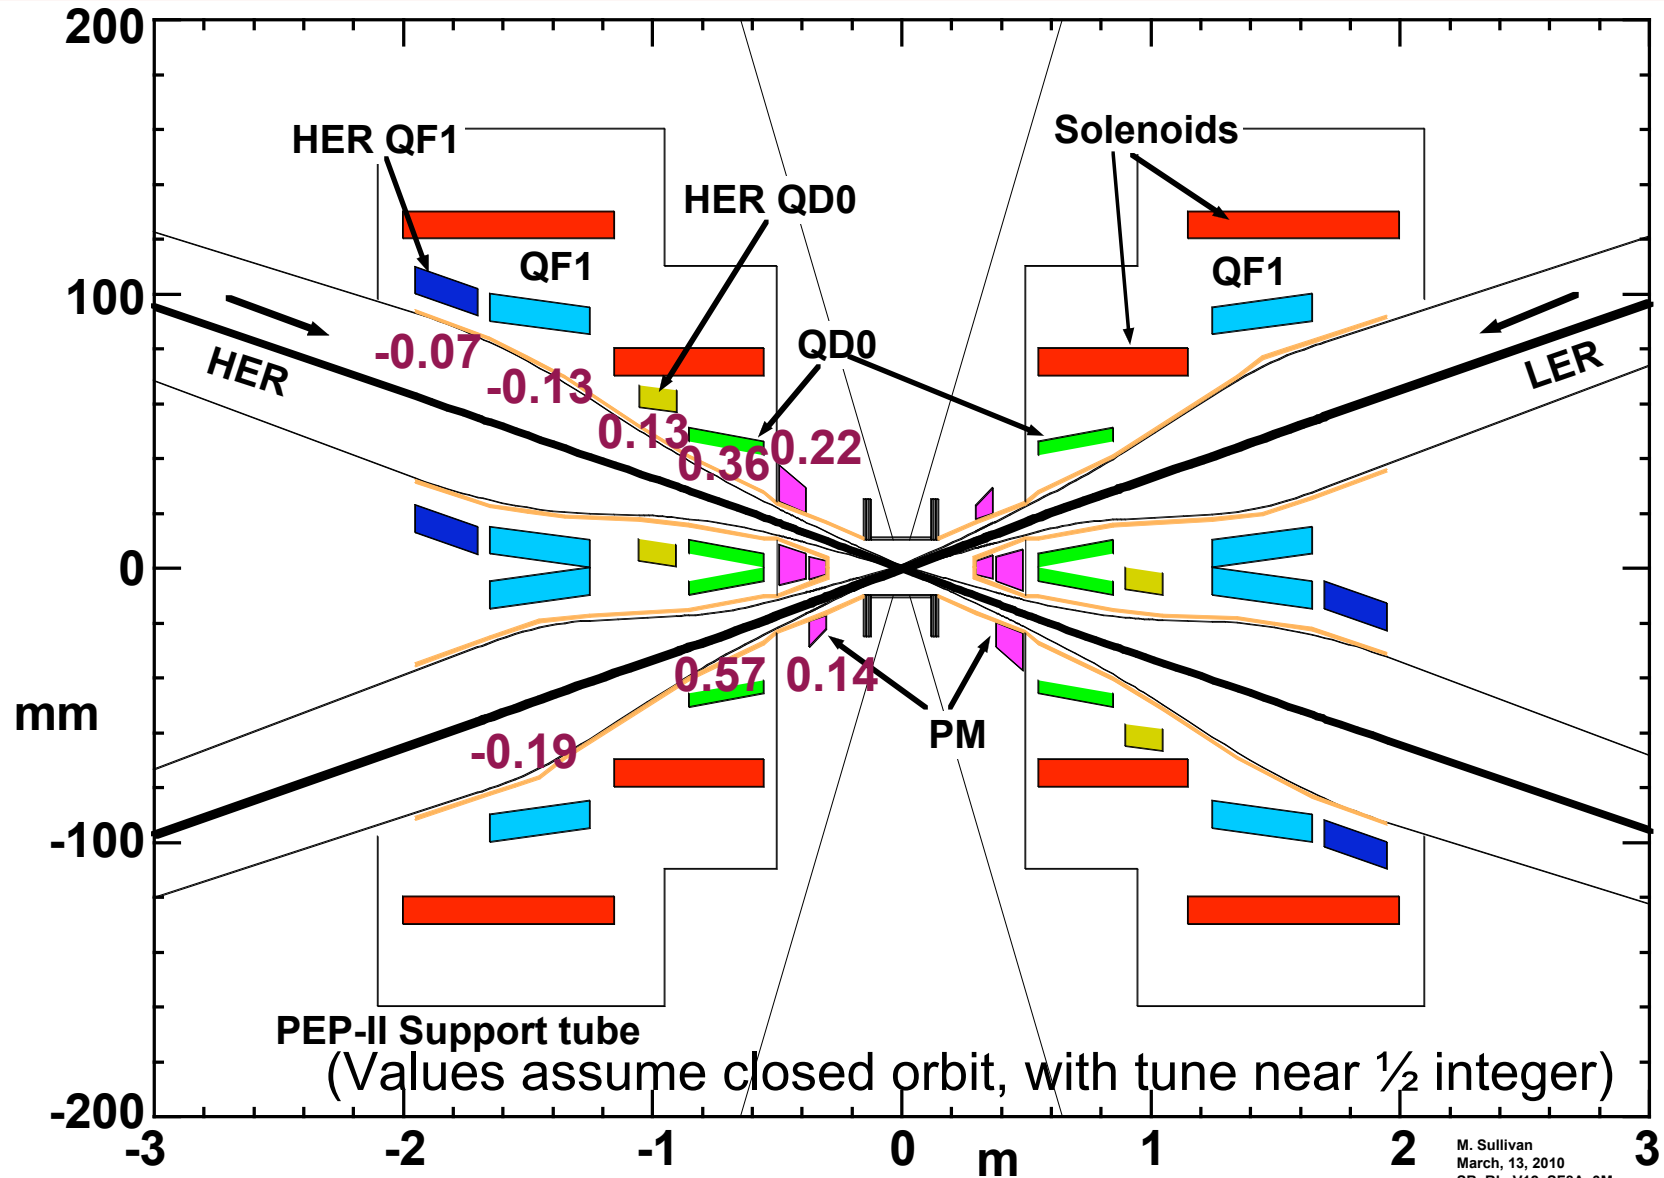 200
HER QF1
Solenoids
HER QD0
QF1
QF1
100
QD0
-0.07
HER
LER
-0.13
0.13
0.22
0.36
0
0.57
0.14
mm
PM
-0.19
-100
PEP-II Support tube
(Values assume closed orbit, with tune near ½ integer)
-200
-3
-2
-1
0
m
1
2
3
M. Sullivan
March, 13, 2010